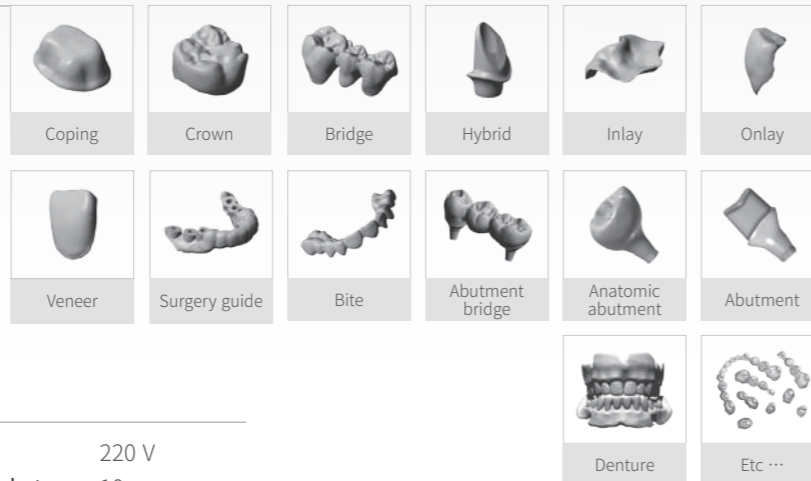 Coping
Crown
Bridge
Hybrid
Inlay
Onlay
Veneer
Surgery guide
Bite
Abutment
bridge
Anatomic
abutment
Abutment
Denture
Etc ⋯
220 V